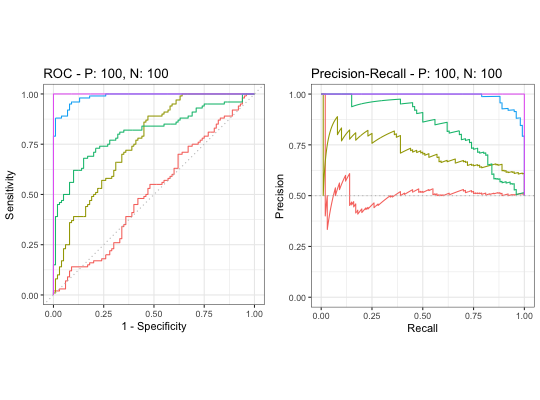 ROC - P: 100, N: 100
1.00
0.75
0.50
0.25
0.00
Sensitivity
0.00 0.25 0.50 0.75 1.00
1 - Specificity
Precision-Recall - P: 100, N: 100
1.00
0.75
0.50
0.25
0.00
Precision
0.00 0.25 0.50 0.75 1.00
Recall